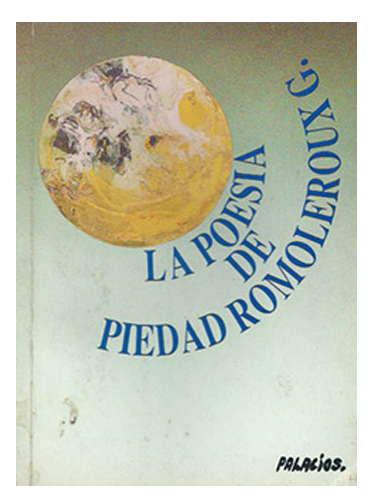 LA POESIA
DE
PIEDAD ROMOLEROUX G.
PALACIOS.